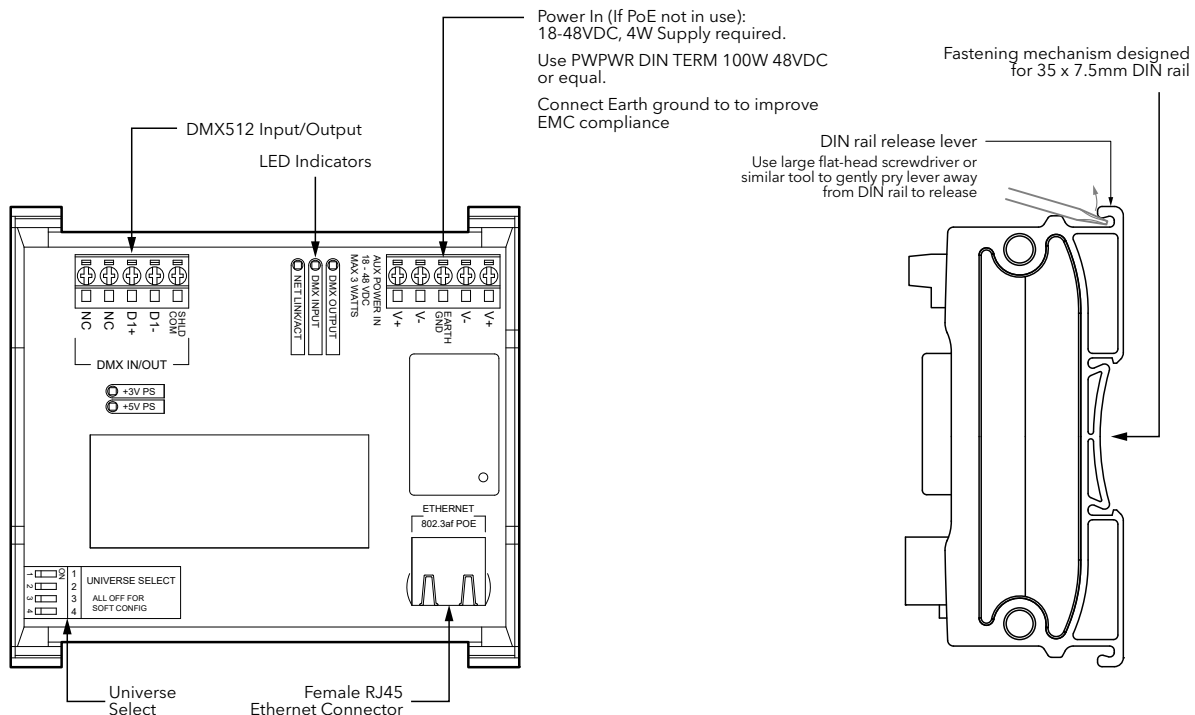 Power In (If PoE not in use):
18-48VDC, 4W Supply required.
Use PWPWR DIN TERM 100W 48VDC
or equal.
Connect Earth ground to to improve
EMC compliance
Fastening mechanism designed
for 35 x 7.5mm DIN rail
DMX512 Input/Output
LED Indicators
DIN rail release lever
Use large flat-head screwdriver or
similar tool to gently pry lever away
from DIN rail to release
NC
NC
D1+
D1-
SHLD
COM
DMX IN/OUT
+3V PS
+5V PS
NET LINK/ACT
DMX INPUT
DMX OUTPUT
AUX POWER IN
18 - 48 VDC
MAX 3 WATTS
V+
V-
EARTH
GND
V-
V+
ETHERNET
802.3af POE
ON
1
2
3
4
1
2
3
4
UNIVERSE SELECT
ALL OFF FOR
SOFT CONFIG
Universe
Select
Female RJ45
Ethernet Connector